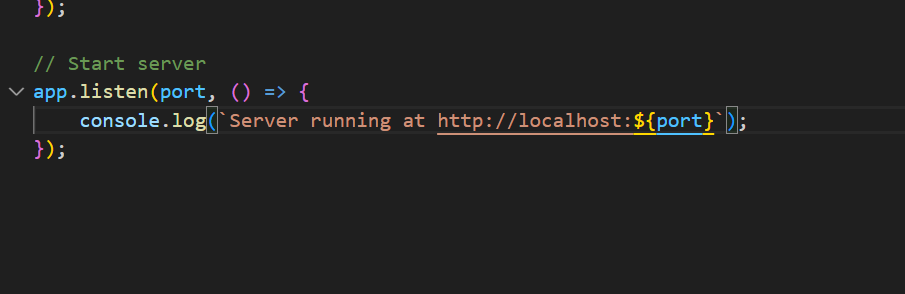 });
// Start server
app.listen(port, () => {
    console.log(`Server running at http://localhost:${port}`);
});